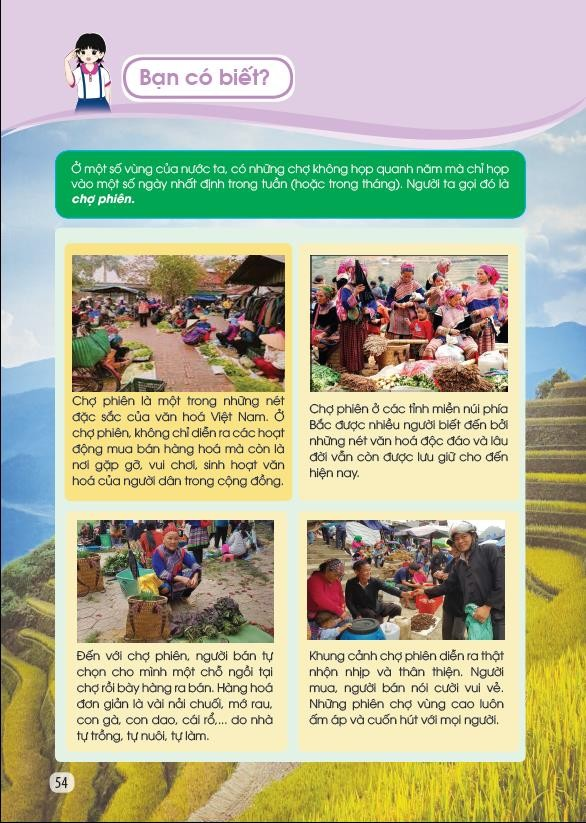 Bạn có biết?
Ở một số vùng của nước ta, có những chợ không họp quanh năm mà chỉ họp
vào một số ngày nhất định trong tuần (hoặc trong tháng). Người ta gọi đó là
chợ phiên.
Chợ phiên là một trong những nét
đặc sắc của văn hoá Việt Nam. Ở
chợ phiên, không chỉ diễn ra các hoạt
động mua bán hàng hoá mà còn là
nơi gặp gỡ, vui chơi, sinh hoạt văn
hoá của người dân trong cộng đồng.
Chợ phiên ở các tỉnh miền núi phía
Bắc được nhiều người biết đến bởi
những nét văn hoá độc đáo và lâu
đời vẫn còn được lưu giữ cho đến
hiện nay.
Đến với chợ phiên, người bán tự
chọn cho mình một chỗ ngồi tại
chợ rồi bày hàng ra bán. Hàng hoá
đơn giản là vài nải chuối, mớ rau,
con gà, con dao, cái rổ,... do nhà
tự trồng, tự nuôi, tự làm.
Khung cảnh chợ phiên diễn ra thật
nhộn nhịp và thân thiện. Người
mua, người bán nói cười vui vẻ.
Những phiên chợ vùng cao luôn
ấm áp và cuốn hút với mọi người.
54